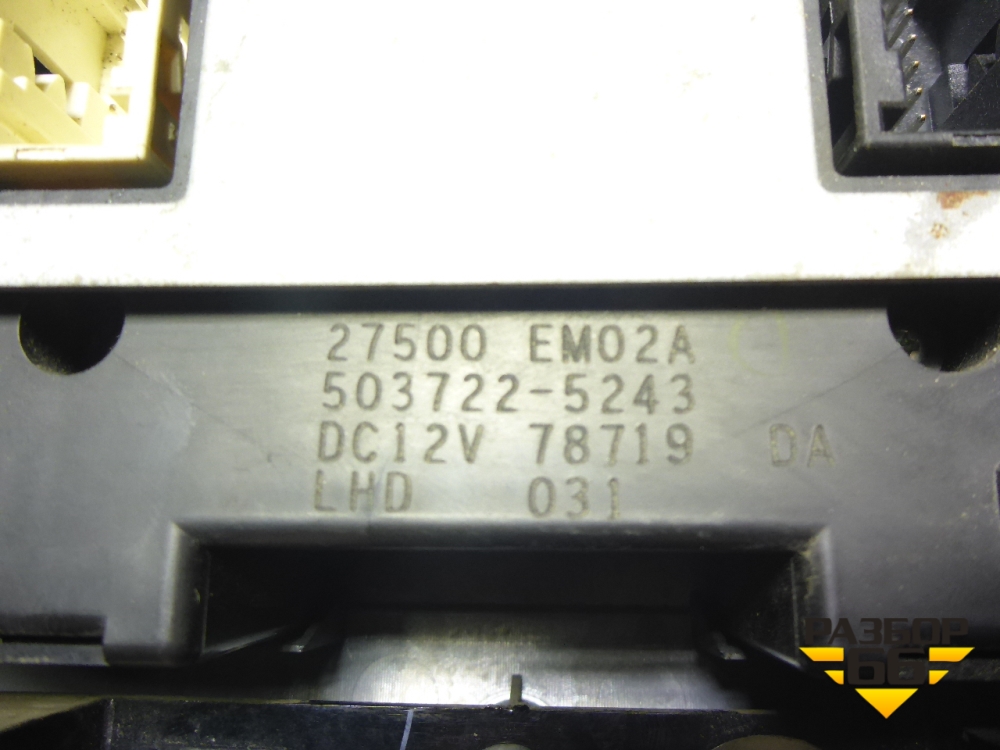 27500 EM02A
503722-5243
DC12V 78719 DA
LHD 031
РАЗБОР
66